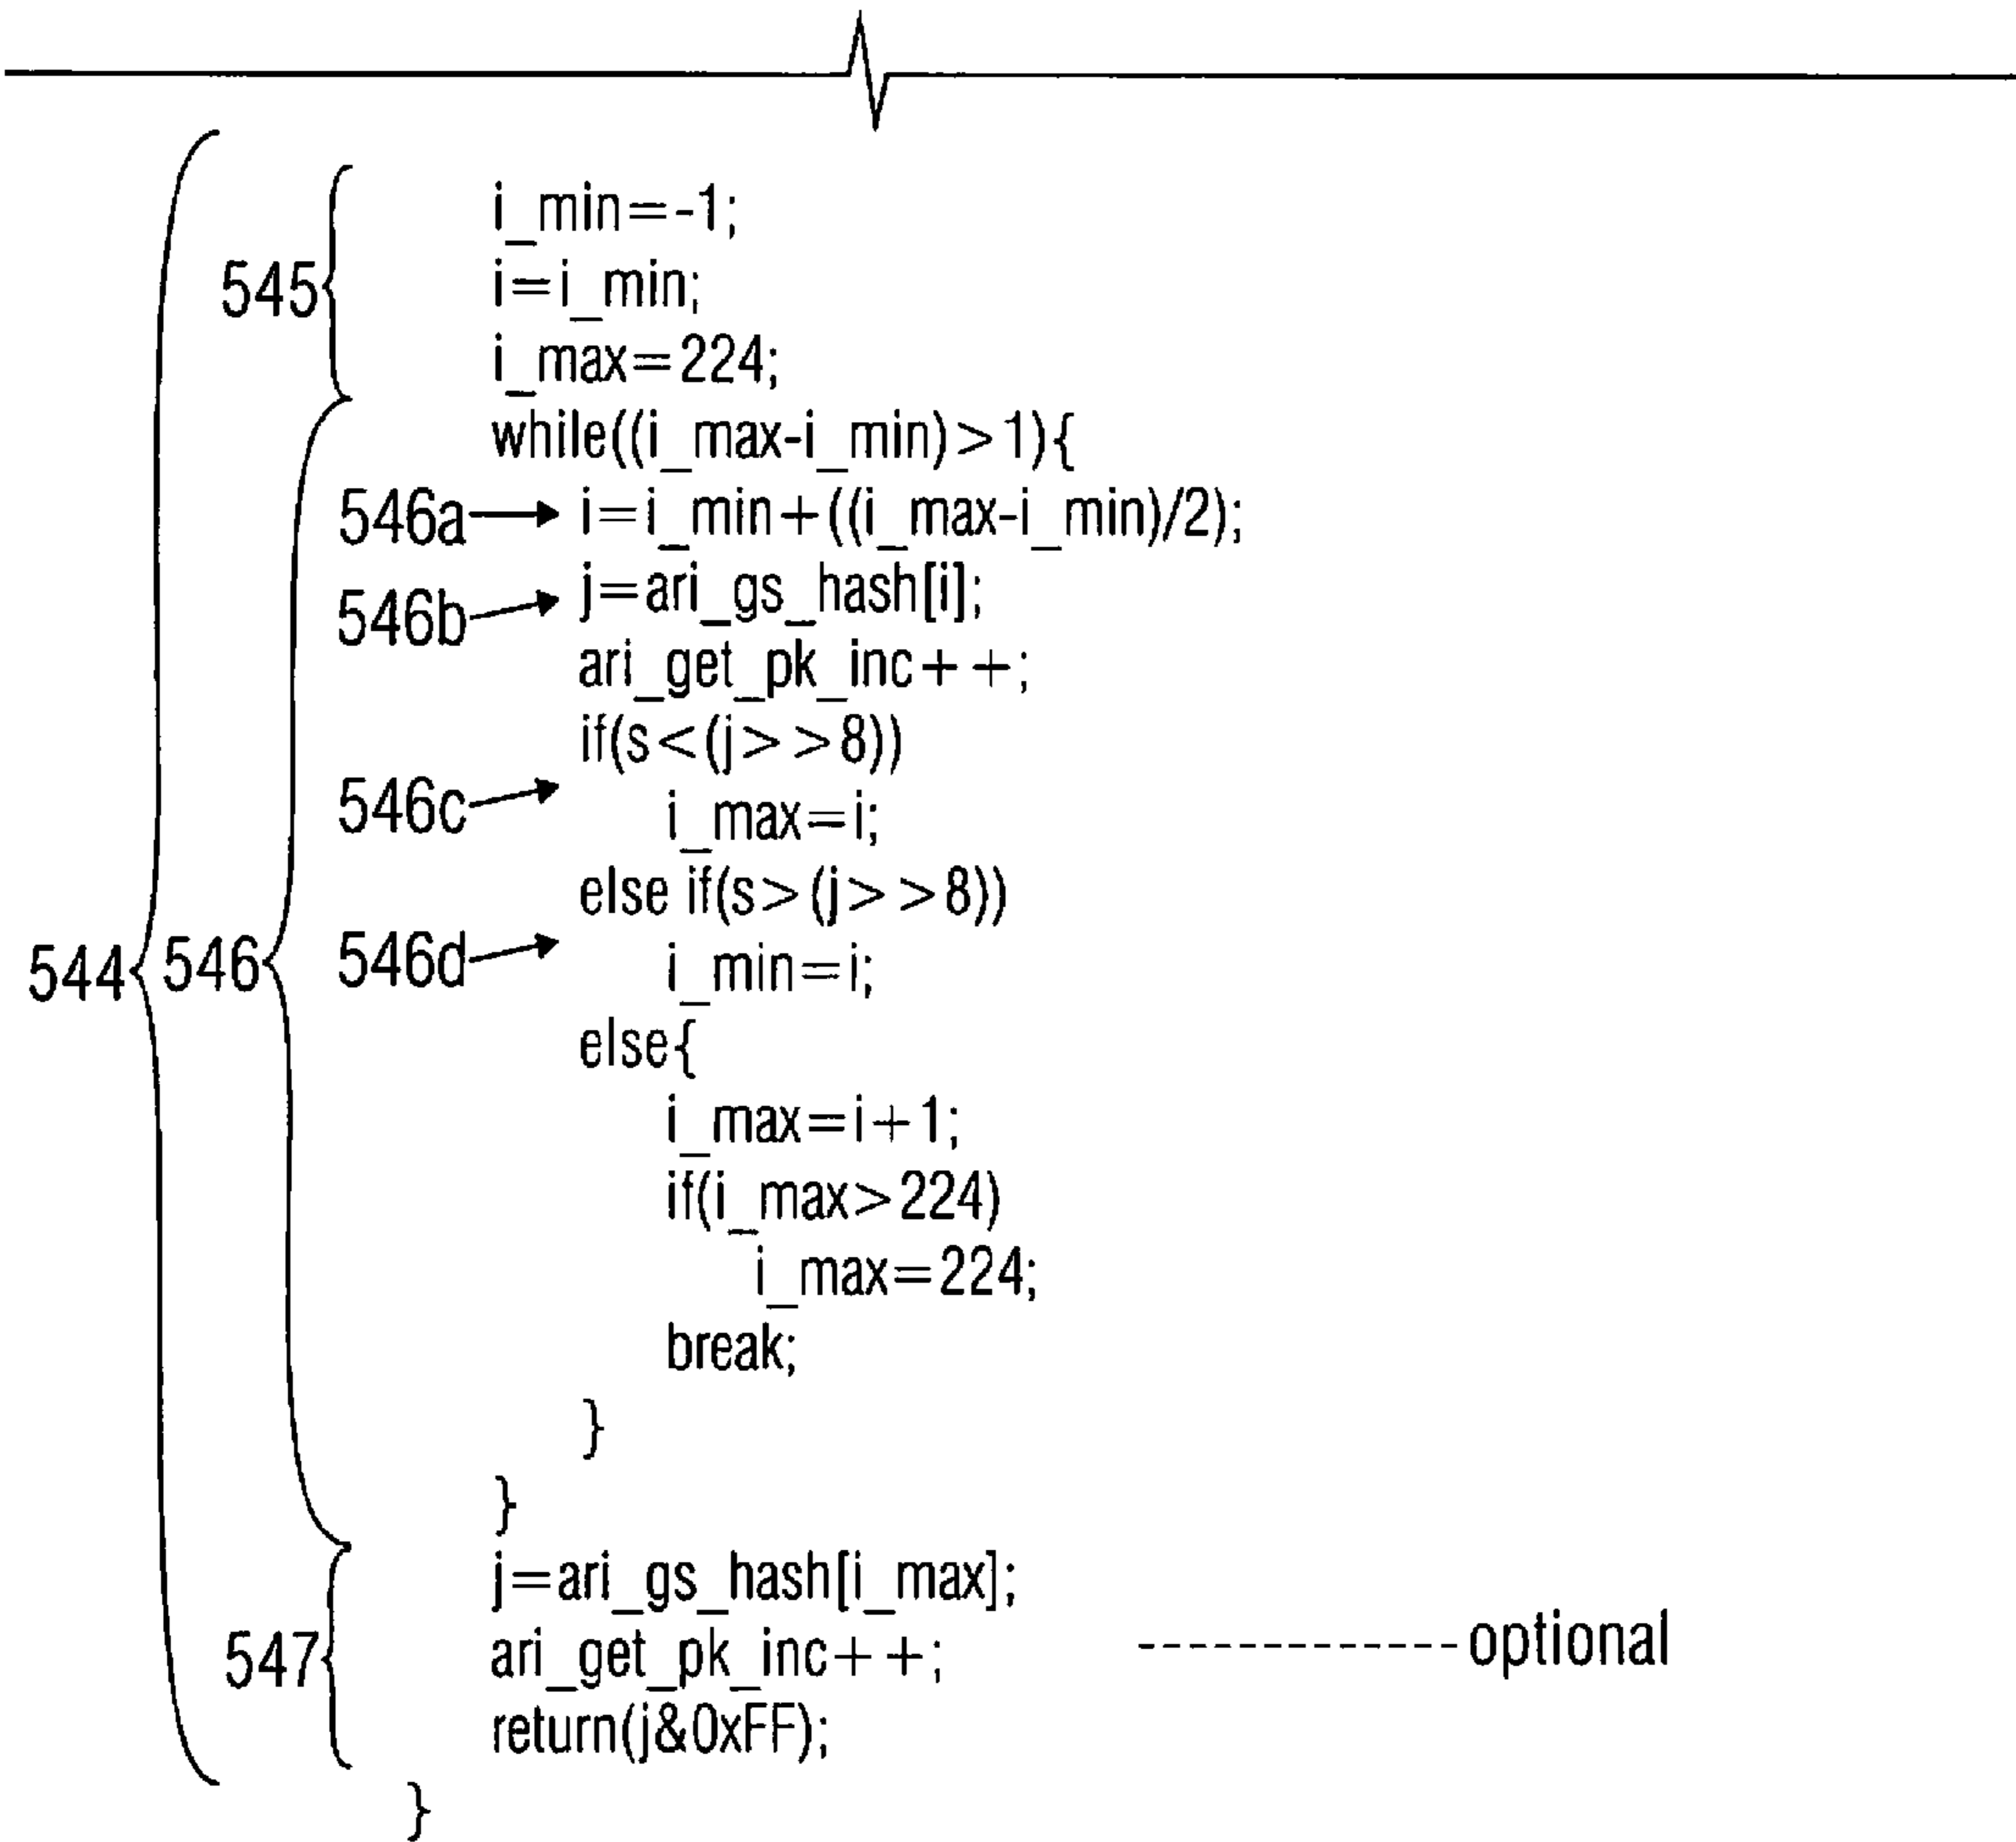 i_min=-1;
545 i=i_min;
i_max=224;
while((i_max-i_min)>1){
546a i=i_min+((i_max-i_min)/2);
546b j=ari_gs_hash[i];
ari_get_pk_inc++;
if(s<(j>>8))
546c i_max=i;
else if(s>(j>>8))
544 546 546d i_min=i;
else{
i_max=i+1;
if(i_max>224)
i_max=224;
break;
}
}
j=ari_gs_hash[i_max];
547 ari_get_pk_inc++; ------------optional
return(j&0xFF);
}